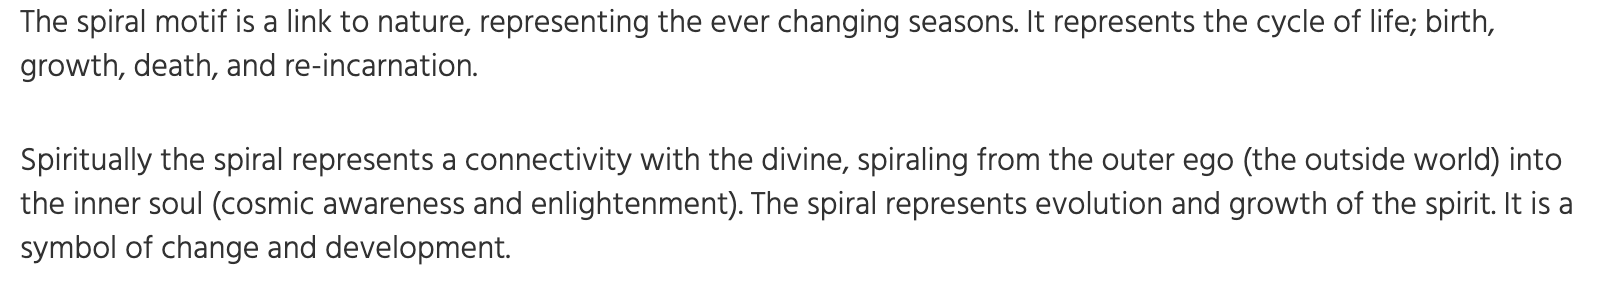 The spiral motif is a link to nature, representing the ever changing seasons. It represents the cycle of life; birth,
growth, death, and re-incarnation.
Spiritually the spiral represents a connectivity with the divine, spiraling from the outer ego (the outside world) into
the inner soul (cosmic awareness and enlightenment). The spiral represents evolution and growth of the spirit. It is a
symbol of change and development.